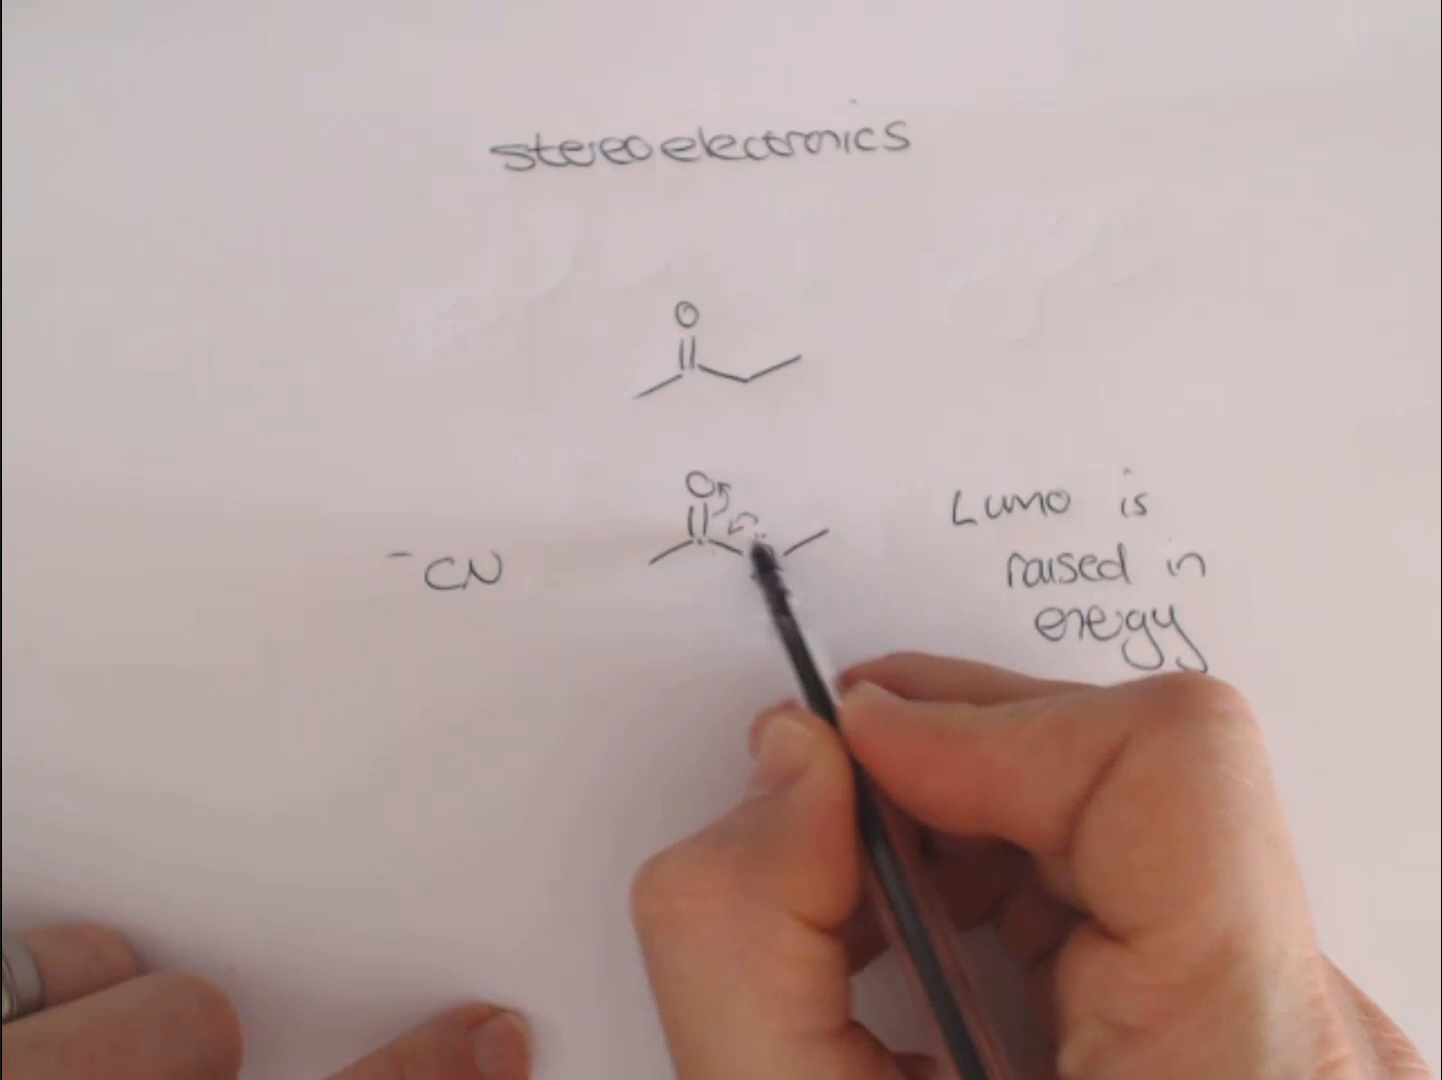 stereoelectronics
O
O
⁻CN
LUMO is
raised in
energy